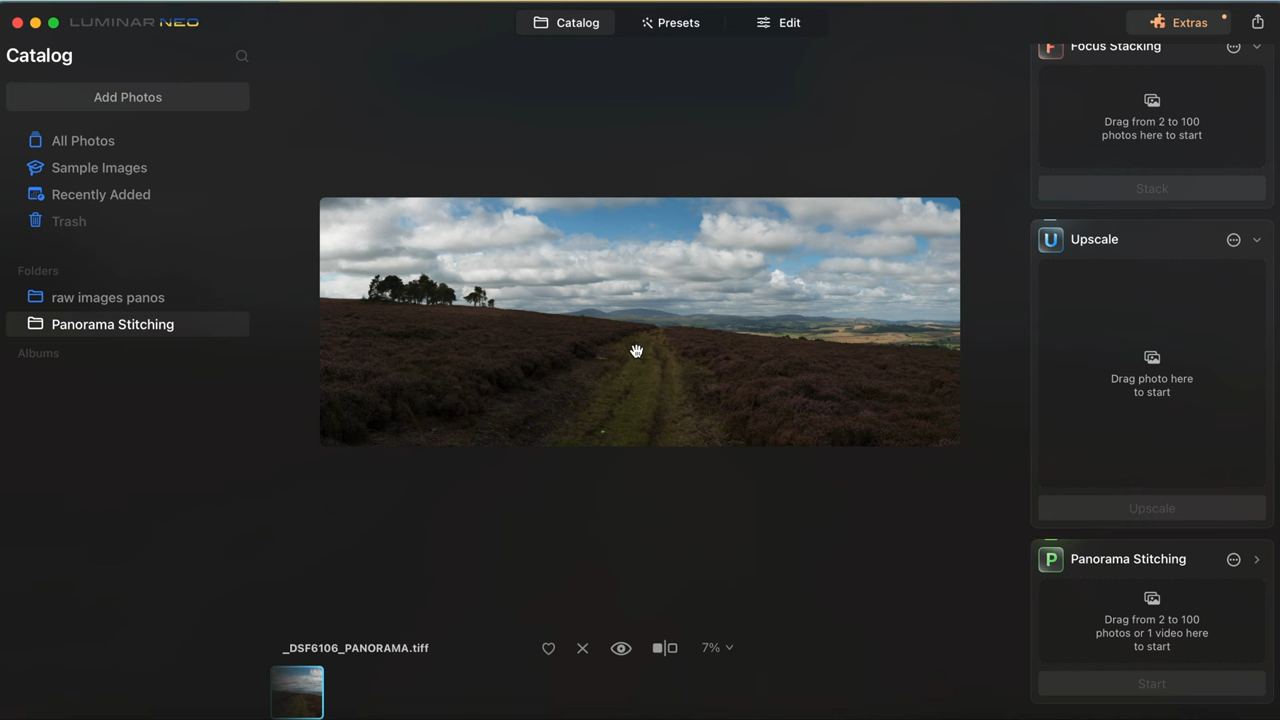 LUMINAR NEO
Catalog
Presets
Edit
Extras
Catalog
Add Photos
All Photos
Sample Images
Recently Added
Trash
Folders
raw images panos
Panorama Stitching
Albums
_DSF6106_PANORAMA.tiff
7%
F
Focus Stacking
Drag from 2 to 100
photos here to start
Stack
U
Upscale
Drag photo here
to start
Upscale
P
Panorama Stitching
Drag from 2 to 100
photos or 1 video here
to start
Start